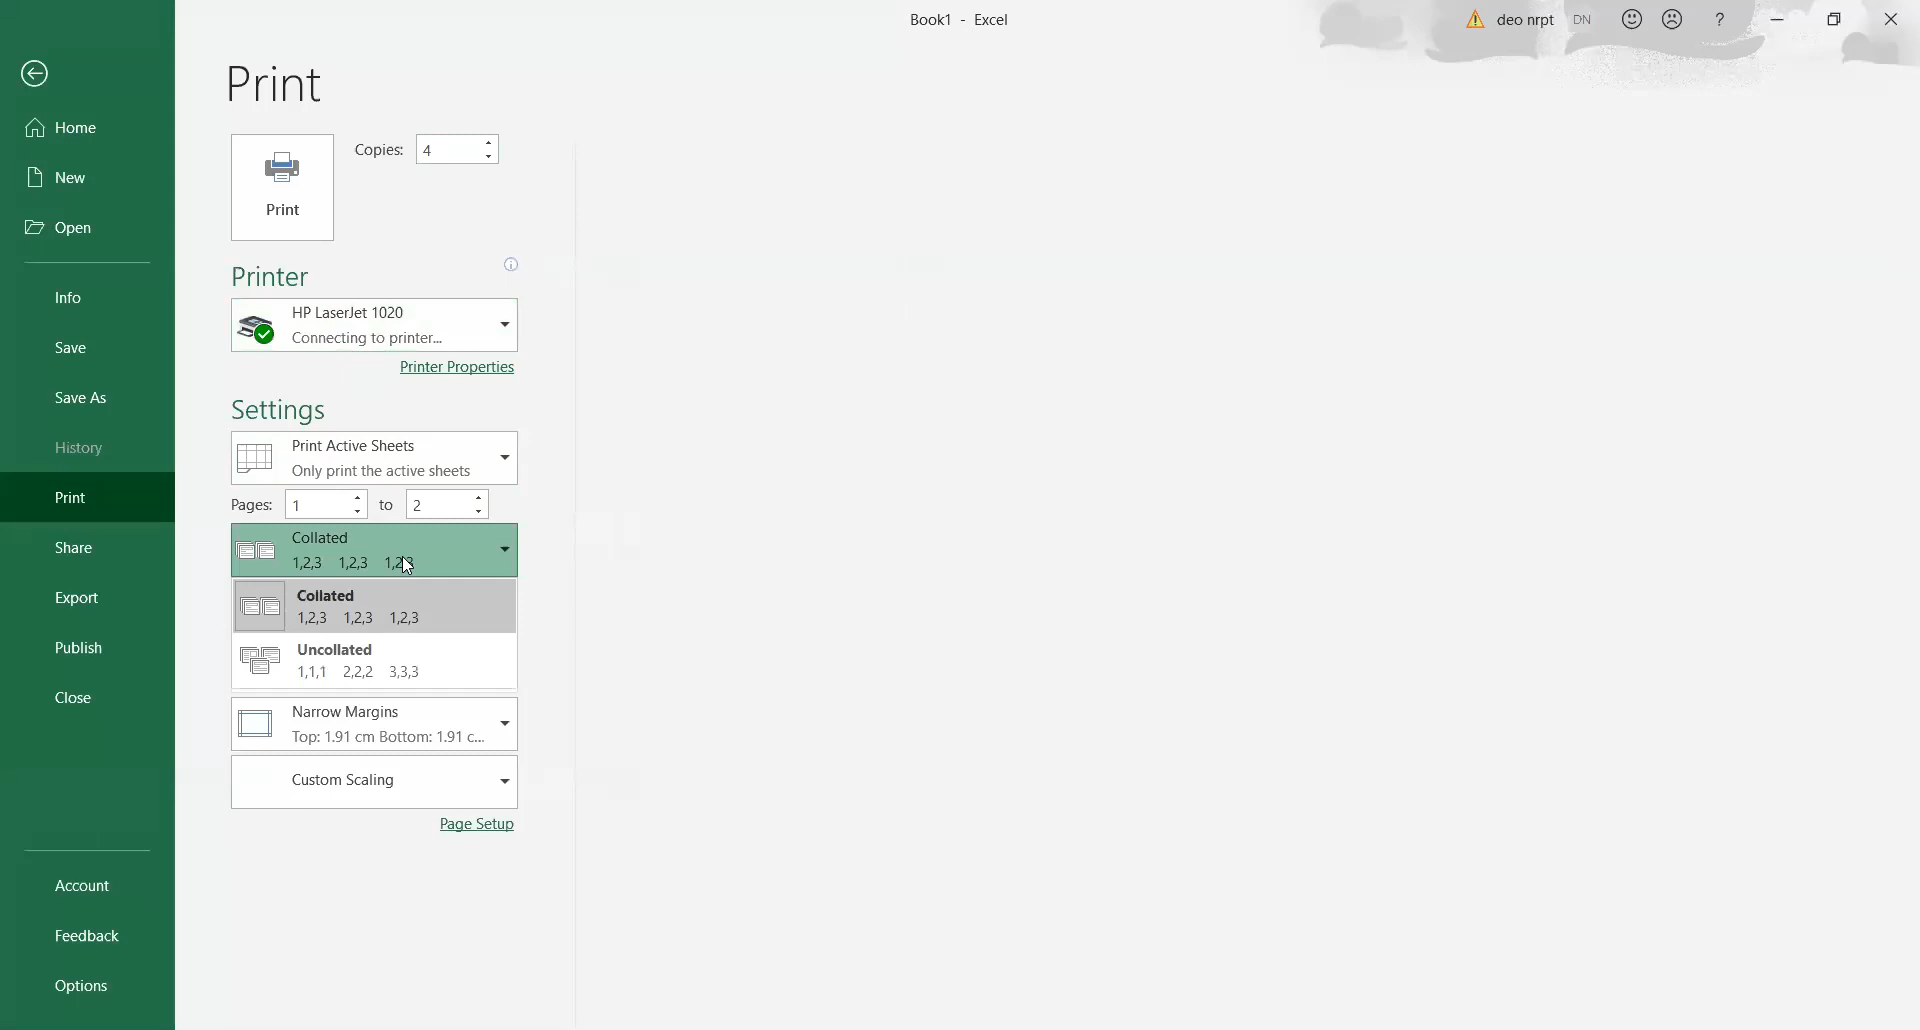 Book1 - Excel
deo nrpt DN
?
Home
New
Open
Info
Save
Save As
History
Print
Share
Export
Publish
Close
Account
Feedback
Options
Print
Print
Copies: 4
Printer
HP LaserJet 1020
Connecting to printer...
Printer Properties
Settings
Print Active Sheets
Only print the active sheets
Pages: 1 to 2
Collated
1,2,3 1,2,3 1,2,3
Collated
1,2,3 1,2,3 1,2,3
Uncollated
1,1,1 2,2,2 3,3,3
Narrow Margins
Top: 1.91 cm Bottom: 1.91 c...
Custom Scaling
Page Setup